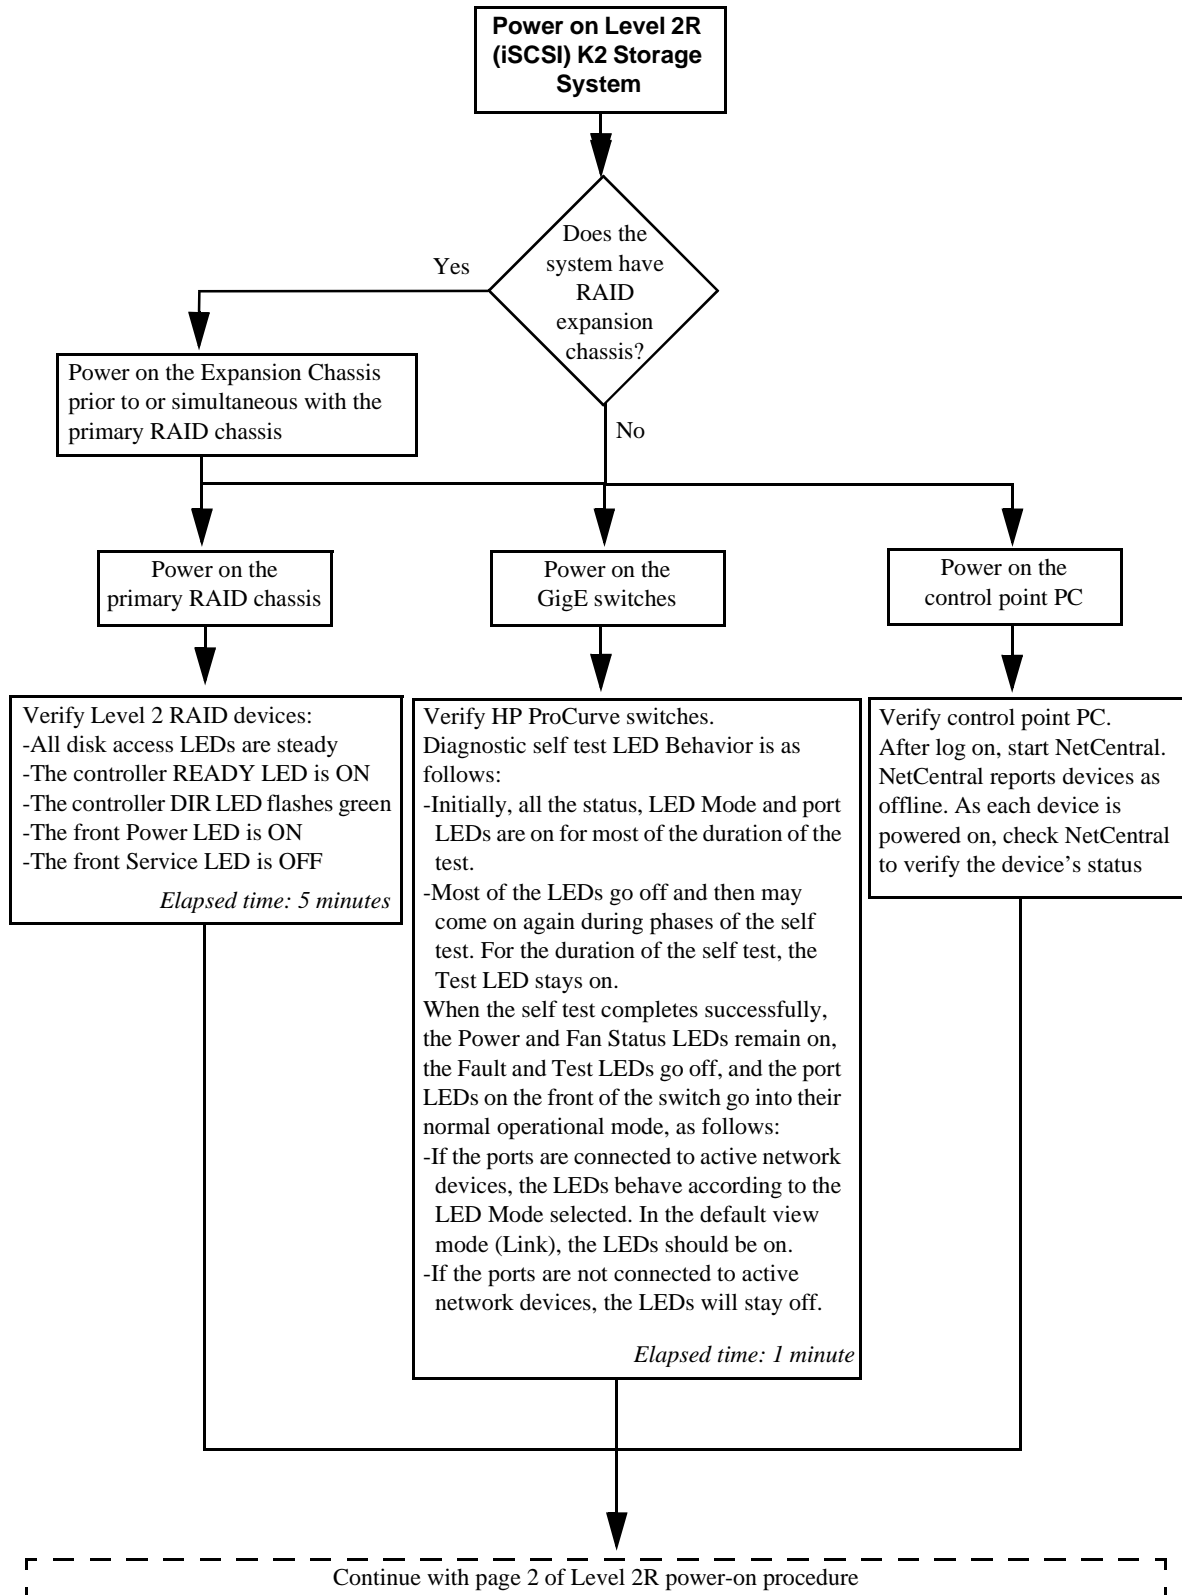 Power on Level 2R
(iSCSI) K2 Storage
System
Does the
system have
RAID
expansion
chassis?
Yes
No
Power on the Expansion Chassis
prior to or simultaneous with the
primary RAID chassis
Power on the
primary RAID chassis
Power on the
GigE switches
Power on the
control point PC
Verify Level 2 RAID devices:
-All disk access LEDs are steady
-The controller READY LED is ON
-The controller DIR LED flashes green
-The front Power LED is ON
-The front Service LED is OFF
Elapsed time: 5 minutes
Verify HP ProCurve switches.
Diagnostic self test LED Behavior is as
follows:
-Initially, all the status, LED Mode and port
LEDs are on for most of the duration of the
test.
-Most of the LEDs go off and then may
come on again during phases of the self
test. For the duration of the self test, the
Test LED stays on.
When the self test completes successfully,
the Power and Fan Status LEDs remain on,
the Fault and Test LEDs go off, and the port
LEDs on the front of the switch go into their
normal operational mode, as follows:
-If the ports are connected to active network
devices, the LEDs behave according to the
LED Mode selected. In the default view
mode (Link), the LEDs should be on.
-If the ports are not connected to active
network devices, the LEDs will stay off.
Elapsed time: 1 minute
Verify control point PC.
After log on, start NetCentral.
NetCentral reports devices as
offline. As each device is
powered on, check NetCentral
to verify the device’s status
Continue with page 2 of Level 2R power-on procedure